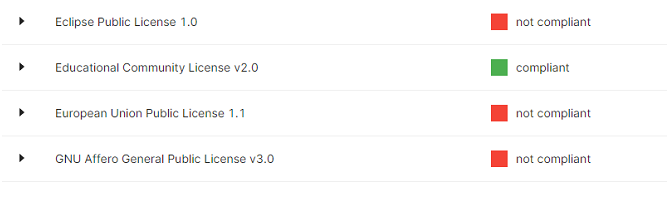 Eclipse Public License 1.0 not compliant
Educational Community License v2.0 compliant
European Union Public License 1.1 not compliant
GNU Affero General Public License v3.0 not compliant